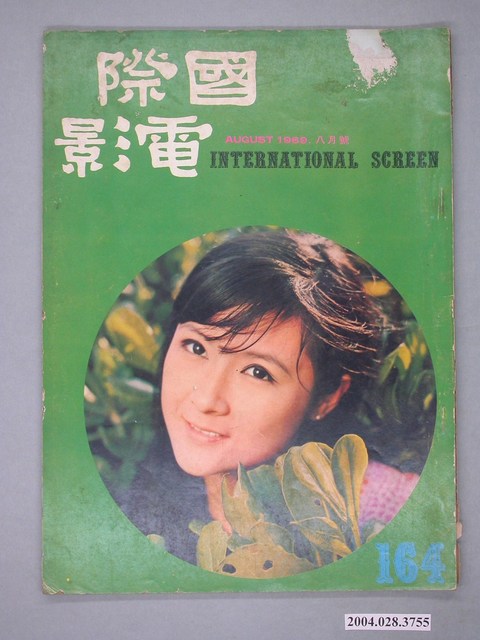 國際
電影
AUGUST 1969. 八月號
INTERNATIONAL SCREEN
164
2004.028.3755